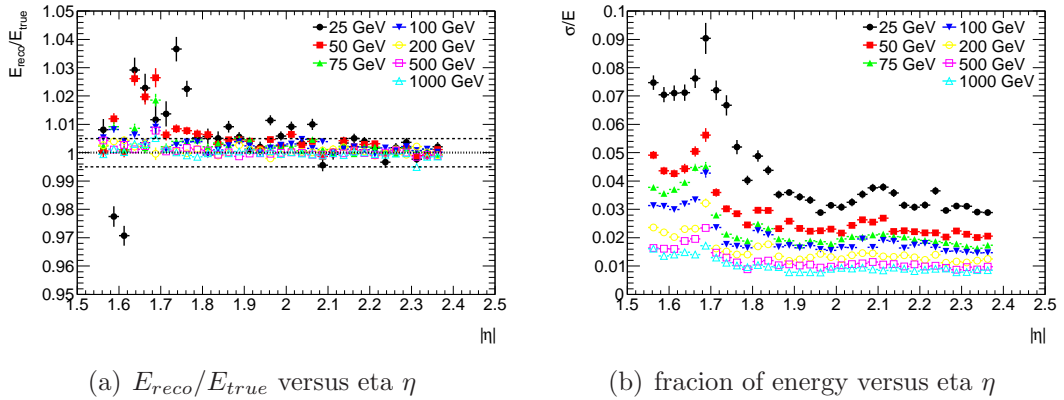 E_reco/E_true
1.05
1.04
1.03
1.02
1.01
1
0.99
0.98
0.97
0.96
0.95
25 GeV
50 GeV
75 GeV
100 GeV
200 GeV
500 GeV
1000 GeV
1.5 1.6 1.7 1.8 1.9 2 2.1 2.2 2.3 2.4 2.5
|η|
(a) E_reco/E_true versus eta η
σ/E
0.1
0.09
0.08
0.07
0.06
0.05
0.04
0.03
0.02
0.01
0
25 GeV
50 GeV
75 GeV
100 GeV
200 GeV
500 GeV
1000 GeV
1.5 1.6 1.7 1.8 1.9 2 2.1 2.2 2.3 2.4 2.5
|η|
(b) fracion of energy versus eta η